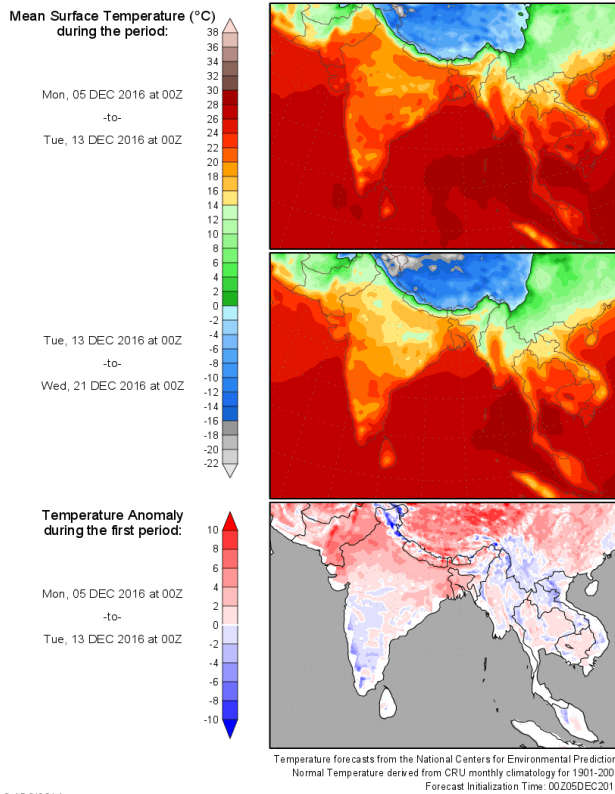 Mean Surface Temperature (°C)
during the period:
38
36
34
32
30
28
26
24
22
20
18
16
14
12
10
8
6
4
2
0
-2
-4
-6
-8
-10
-12
-14
-16
-18
-20
-22
Mon, 05 DEC 2016 at 00Z
-to-
Tue, 13 DEC 2016 at 00Z
Tue, 13 DEC 2016 at 00Z
-to-
Wed, 21 DEC 2016 at 00Z
Temperature Anomaly
during the first period:
10
8
6
4
2
0
-2
-4
-6
-8
-10
Mon, 05 DEC 2016 at 00Z
-to-
Tue, 13 DEC 2016 at 00Z
Temperature forecasts from the National Centers for Environmental Prediction
Normal Temperature derived from CRU monthly climatology for 1901-200
Forecast Initialization Time: 00Z05DEC201